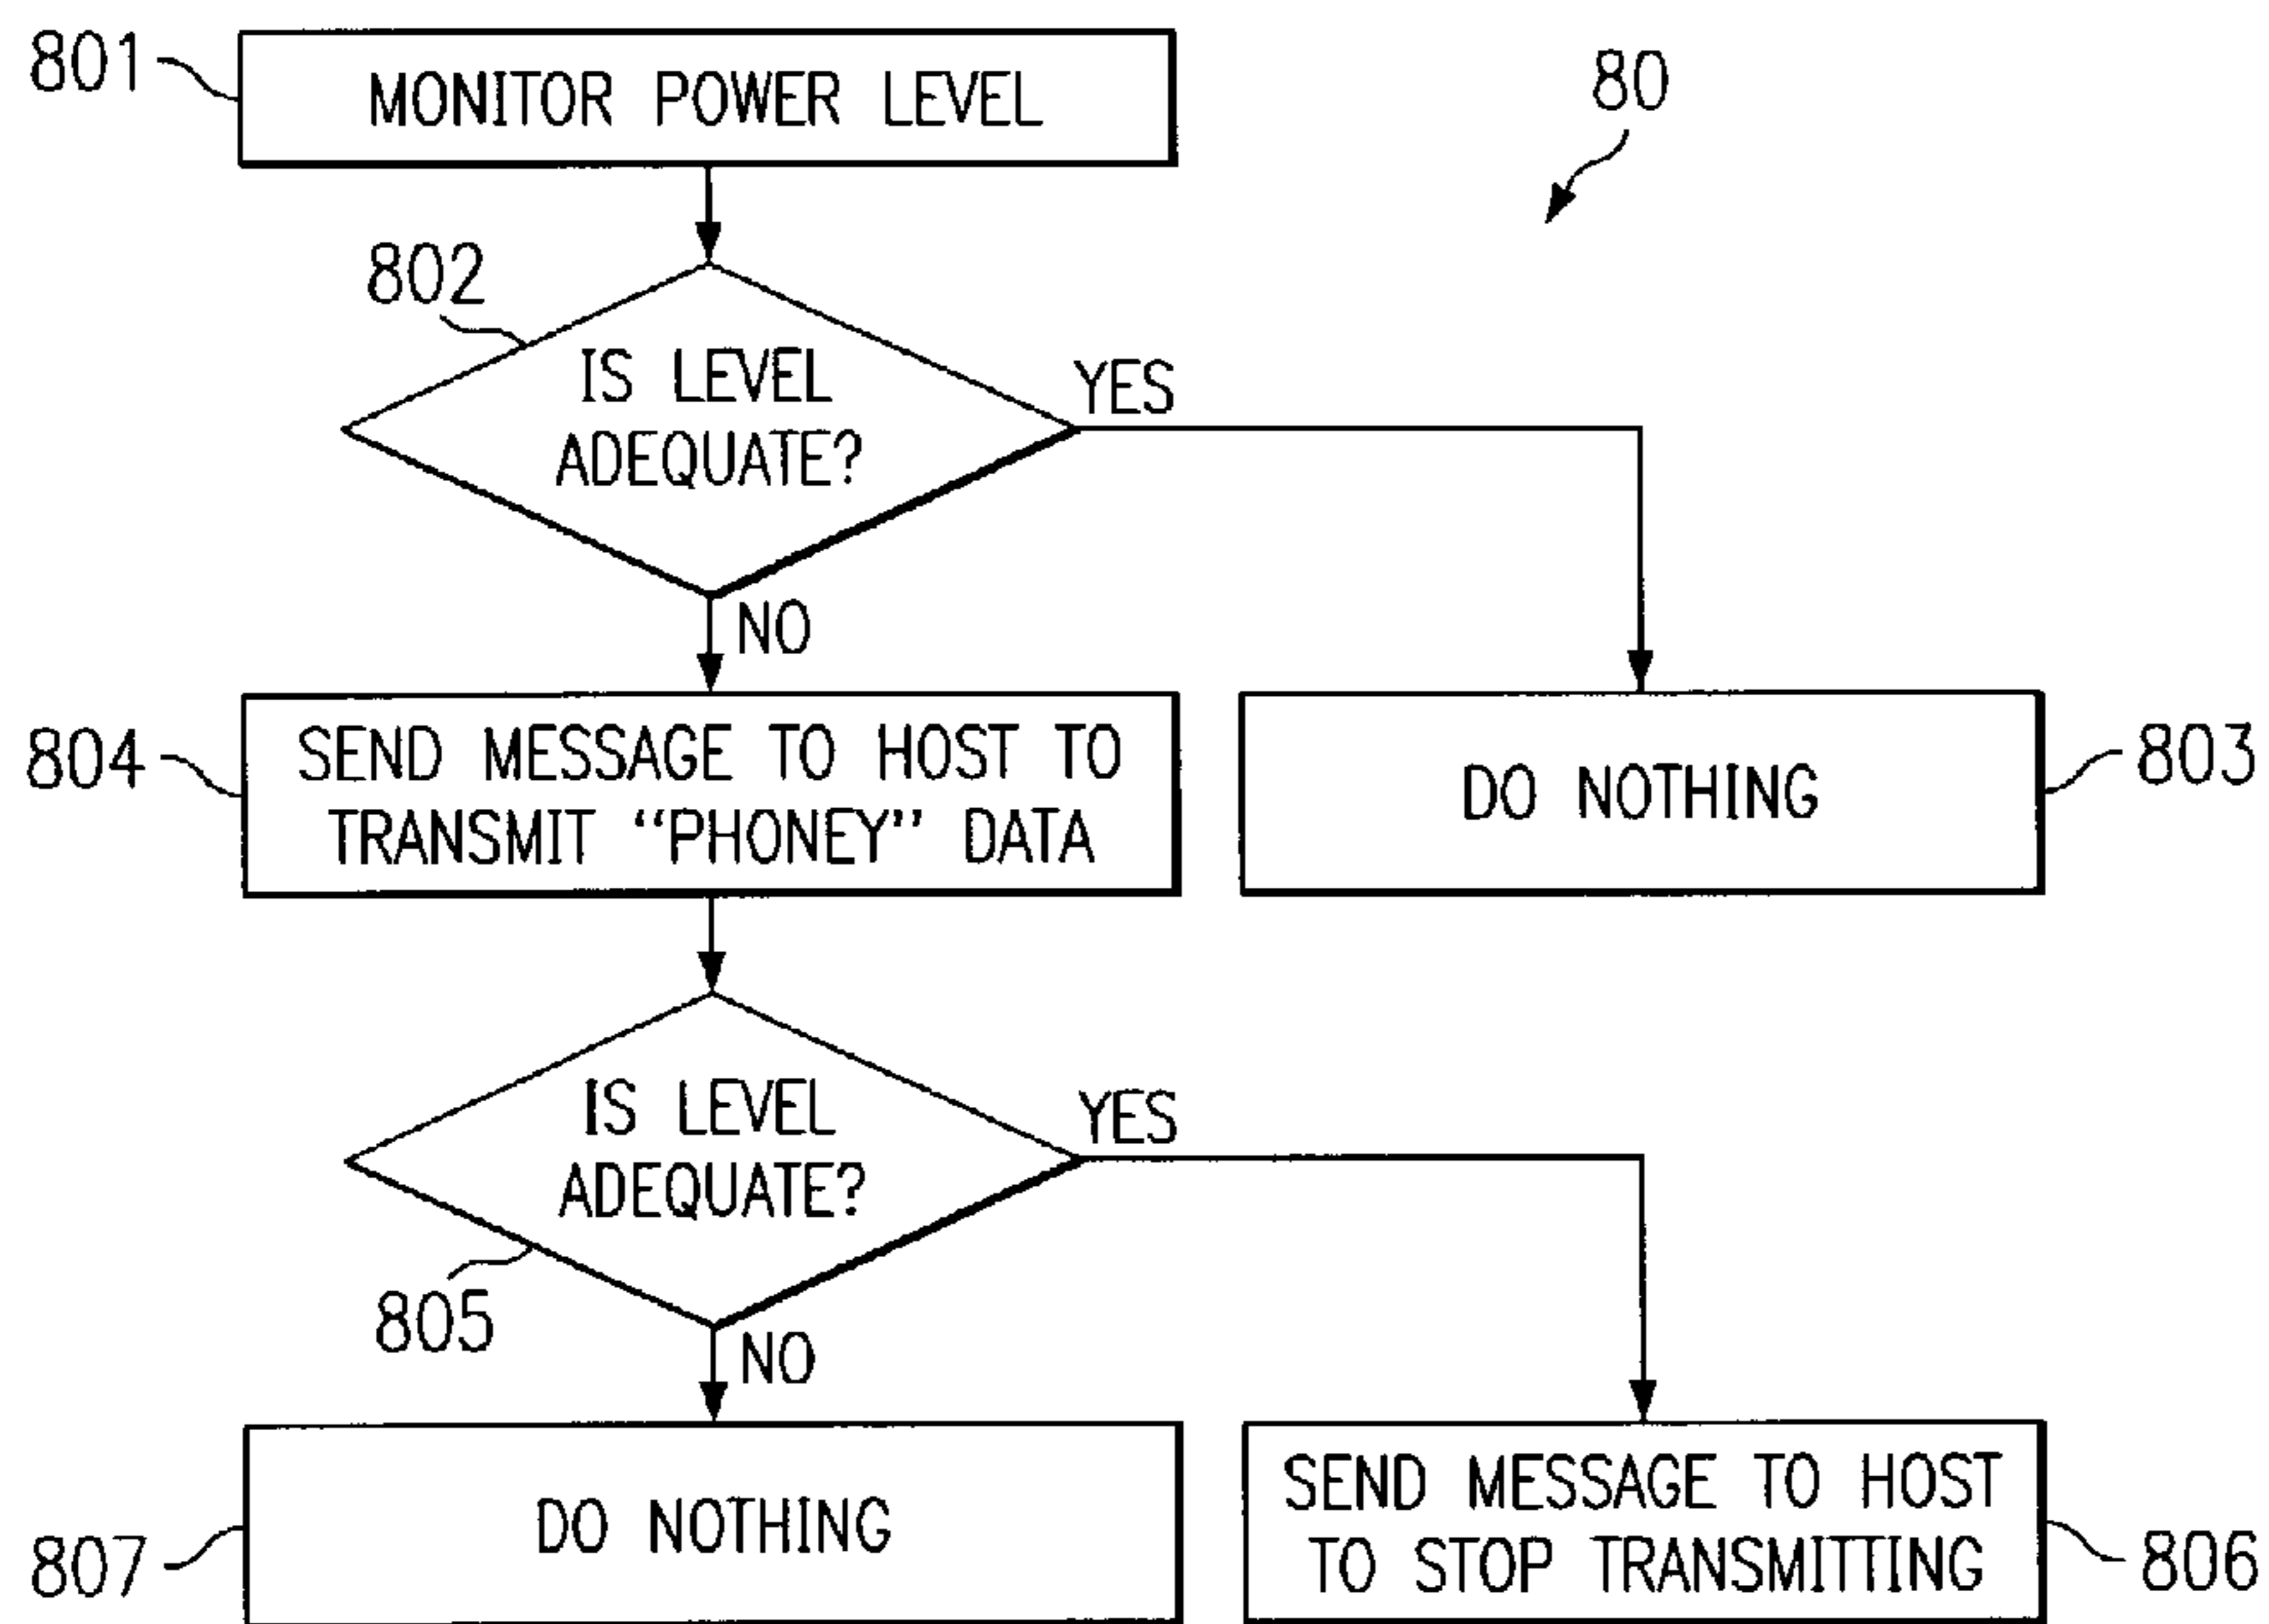 801
MONITOR POWER LEVEL
80
802
IS LEVEL
ADEQUATE?
YES
NO
804
SEND MESSAGE TO HOST TO
TRANSMIT “PHONEY” DATA
DO NOTHING
803
IS LEVEL
ADEQUATE?
YES
805
NO
807
DO NOTHING
SEND MESSAGE TO HOST
TO STOP TRANSMITTING
806